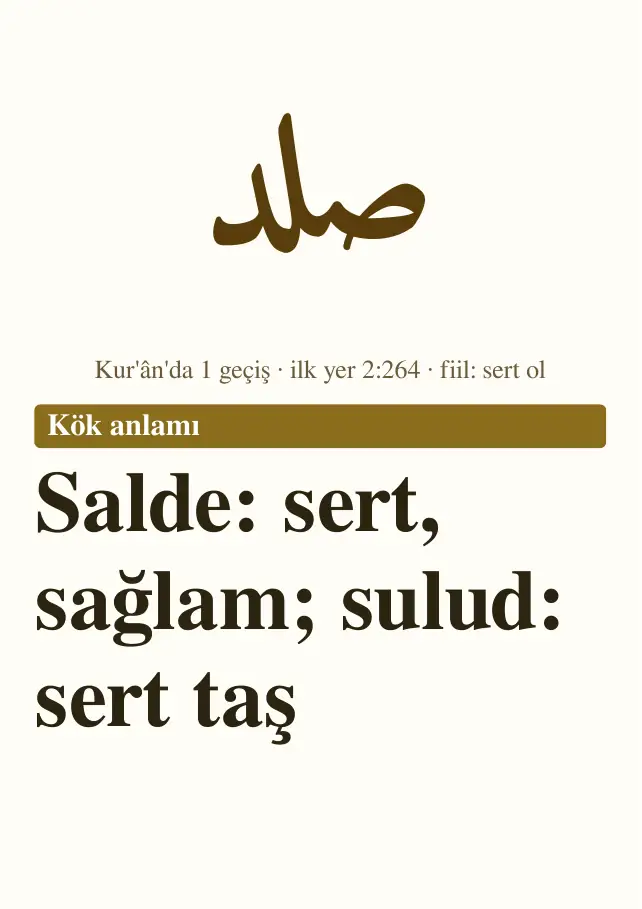 صلد
Kur'ân'da 1 geçiş · ilk yer 2:264 · fiil: sert ol
Kök anlamı
Salde: sert,
sağlam; sulud:
sert taş